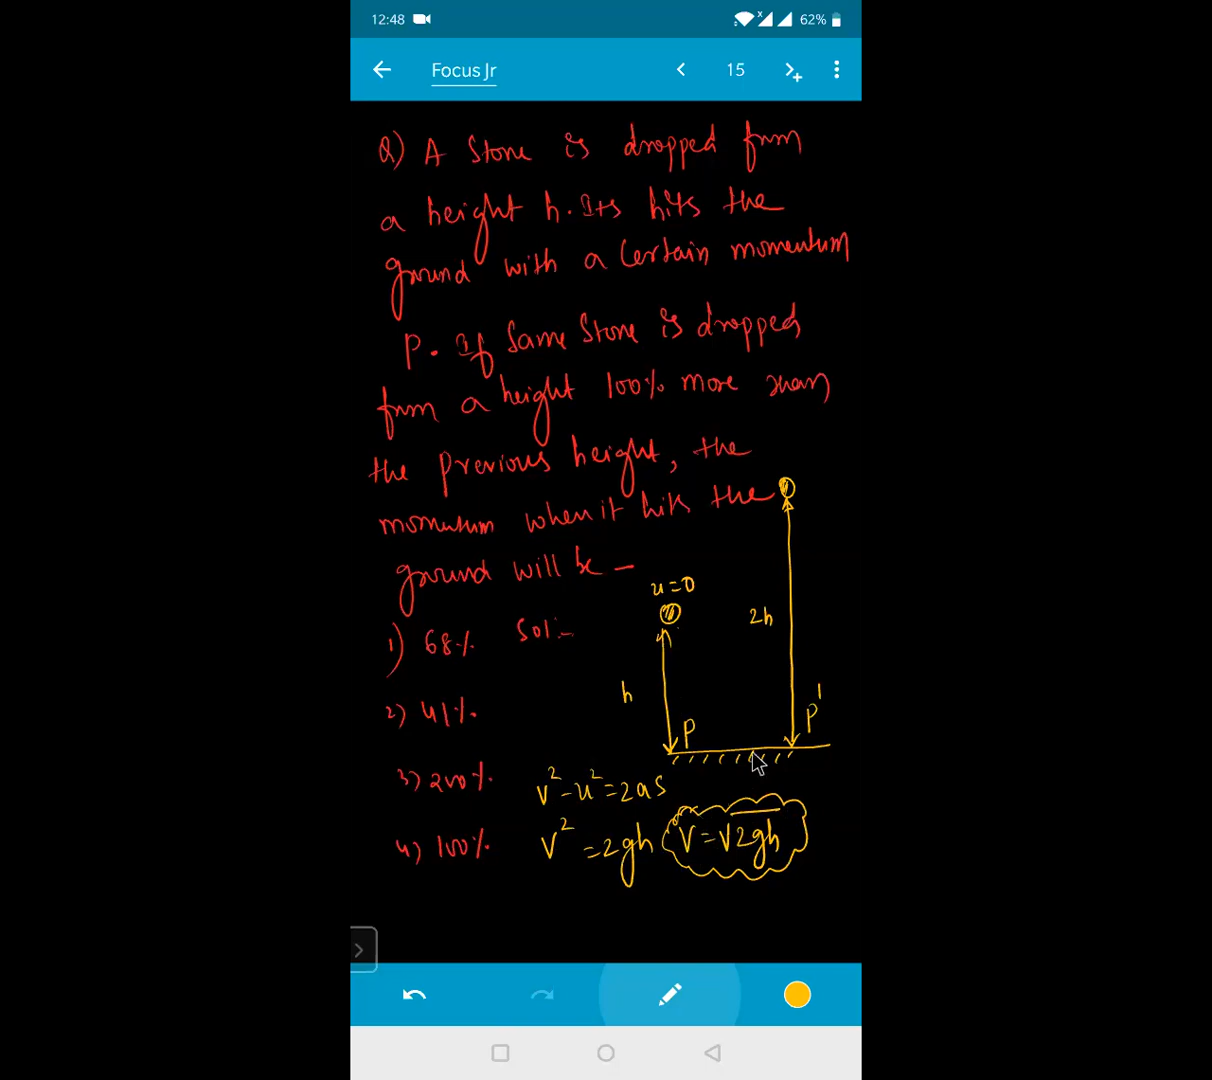 12:48
62%
Focus Jr
15
Q) A Stone is dropped from
a height h. Its hits the
ground with a Certain momentum
P. If Same Stone is dropped
from a height 100% more than
the previous height, the
momentum when it hits the
ground will be -
u=0
1) 68%
Sol:-
2h
h
2) 41%
P
P'
3) 200%
v²-u²=2as
4) 100%
v²=2gh
V=√2gh